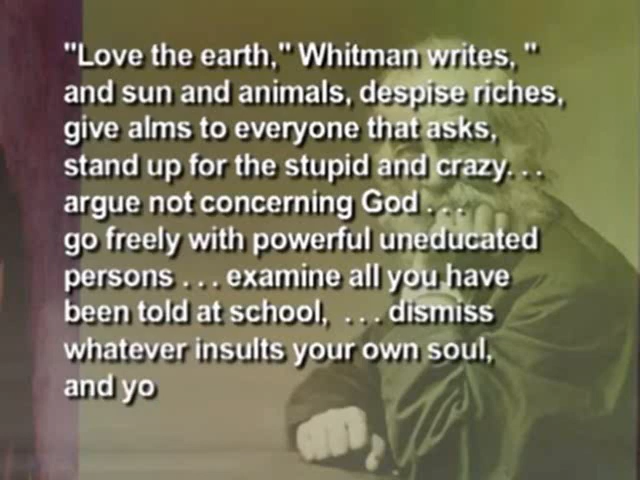 "Love the earth," Whitman writes, "
and sun and animals, despise riches,
give alms to everyone that asks,
stand up for the stupid and crazy. . .
argue not concerning God . . .
go freely with powerful uneducated
persons . . . examine all you have
been told at school,  . . . dismiss
whatever insults your own soul,
and yo